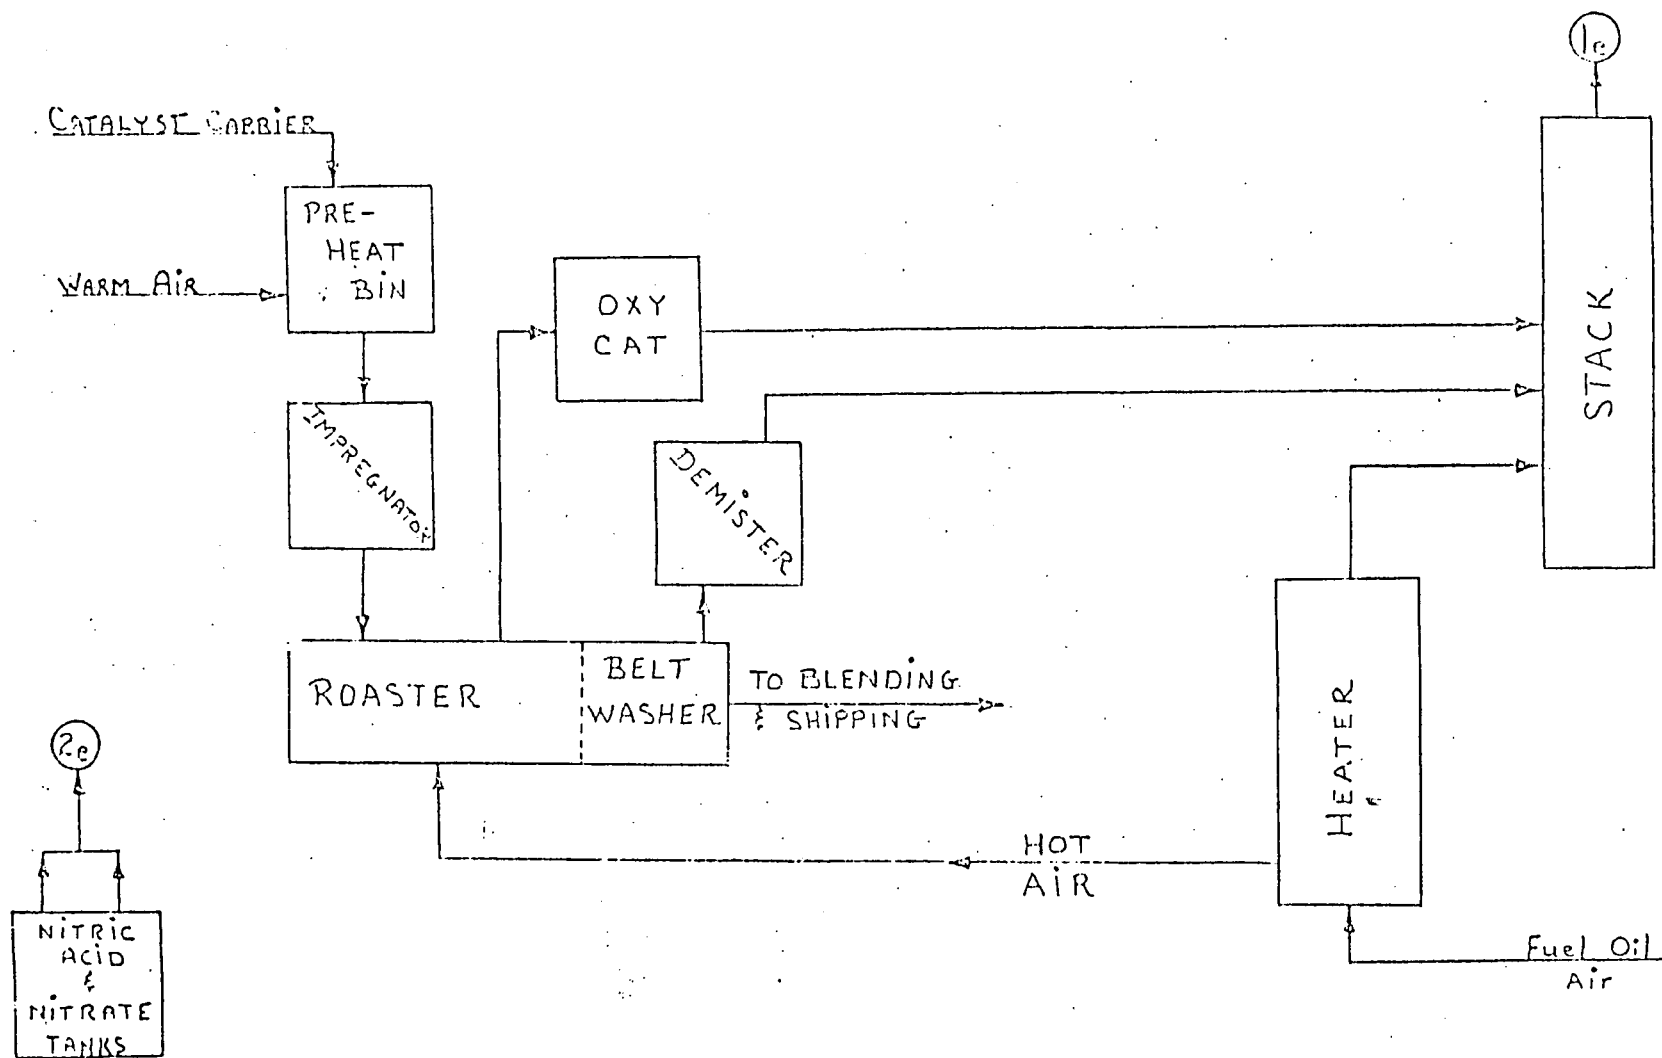 1e
CATALYST CARRIER
PRE-
HEAT
BIN
WARM AIR
OXY
CAT
STACK
IMPREGNATOR
DEMISTER
ROASTER
BELT
WASHER
TO BLENDING
& SHIPPING
HEATER
2e
HOT
AIR
NITRIC
ACID
&
NITRATE
TANKS
Fuel Oil
Air